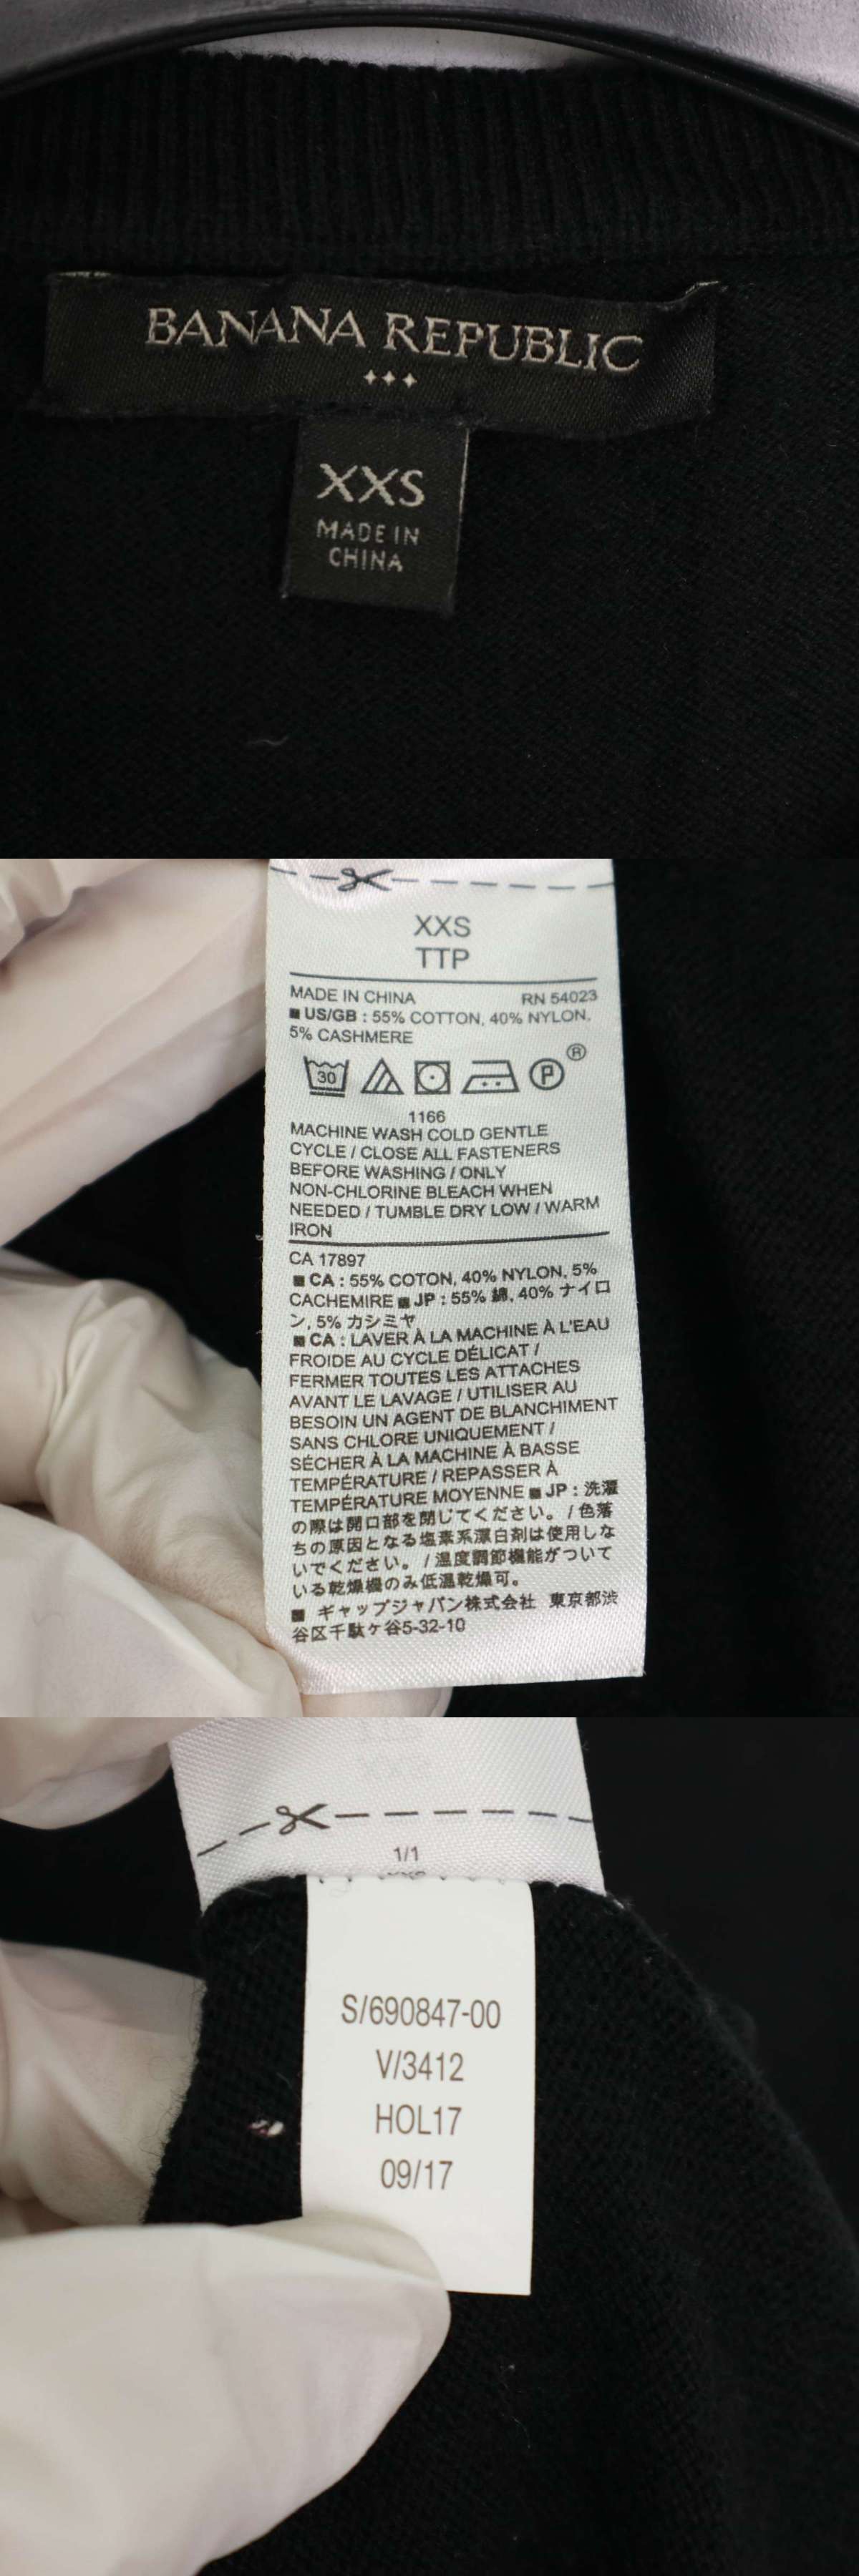 BANANA REPUBLIC
XXS
MADE IN
CHINA
XXS
TTP
MADE IN CHINA RN 54023
■ US/GB : 55% COTTON, 40% NYLON,
5% CASHMERE
30 P ®
1166
MACHINE WASH COLD GENTLE
CYCLE / CLOSE ALL FASTENERS
BEFORE WASHING / ONLY
NON-CHLORINE BLEACH WHEN
NEEDED / TUMBLE DRY LOW / WARM
IRON
CA 17897
■ CA : 55% COTON, 40% NYLON, 5%
CACHEMIRE ■ JP : 55% 綿, 40% ナイロ
ン, 5% カシミヤ
■ CA : LAVER À LA MACHINE À L'EAU
FROIDE AU CYCLE DÉLICAT /
FERMER TOUTES LES ATTACHES
AVANT LE LAVAGE / UTILISER AU
BESOIN UN AGENT DE BLANCHIMENT
SANS CHLORE UNIQUEMENT /
SÉCHER À LA MACHINE À BASSE
TEMPÉRATURE / REPASSER À
TEMPÉRATURE MOYENNE ■ JP : 洗濯
の際は開口部を閉じてください。 / 色落
ちの原因となる塩素系漂白剤は使用しな
いでください。 / 温度調節機能がついて
いる乾燥機のみ低温乾燥可。
■ ギャップジャパン株式会社 東京都渋
谷区千駄ケ谷5-32-10
1/1
S/690847-00
V/3412
HOL17
09/17